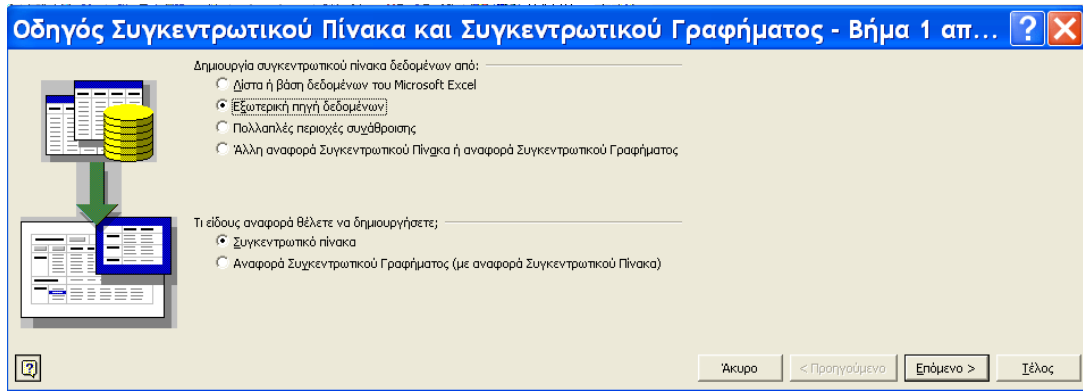 Οδηγός Συγκεντρωτικού Πίνακα και Συγκεντρωτικού Γραφήματος - Βήμα 1 απ...
Δημιουργία συγκεντρωτικού πίνακα δεδομένων από:
Λίστα ή βάση δεδομένων του Microsoft Excel
Εξωτερική πηγή δεδομένων
Πολλαπλές περιοχές συχάθροισης
Άλλη αναφορά Συγκεντρωτικού Πίνακα ή αναφορά Συγκεντρωτικού Γραφήματος
Τι είδους αναφορά θέλετε να δημιουργήσετε;
Συγκεντρωτικό πίνακα
Αναφορά Συγκεντρωτικού Γραφήματος (με αναφορά Συγκεντρωτικού Πίνακα)
Άκυρο
< Προηγούμενο
Επόμενο >
Τέλος